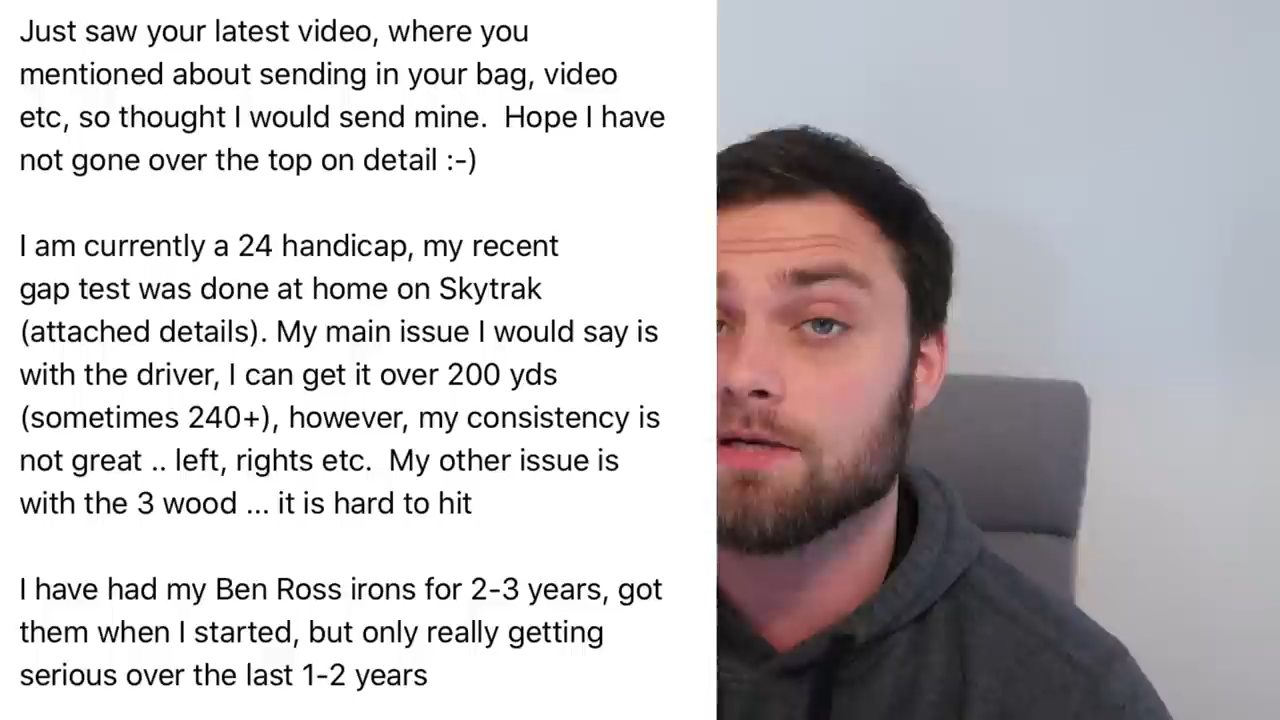 Just saw your latest video, where you
mentioned about sending in your bag, video
etc, so thought I would send mine.  Hope I have
not gone over the top on detail :-)
I am currently a 24 handicap, my recent
gap test was done at home on Skytrak
(attached details). My main issue I would say is
with the driver, I can get it over 200 yds
(sometimes 240+), however, my consistency is
not great .. left, rights etc.  My other issue is
with the 3 wood ... it is hard to hit
I have had my Ben Ross irons for 2-3 years, got
them when I started, but only really getting
serious over the last 1-2 years